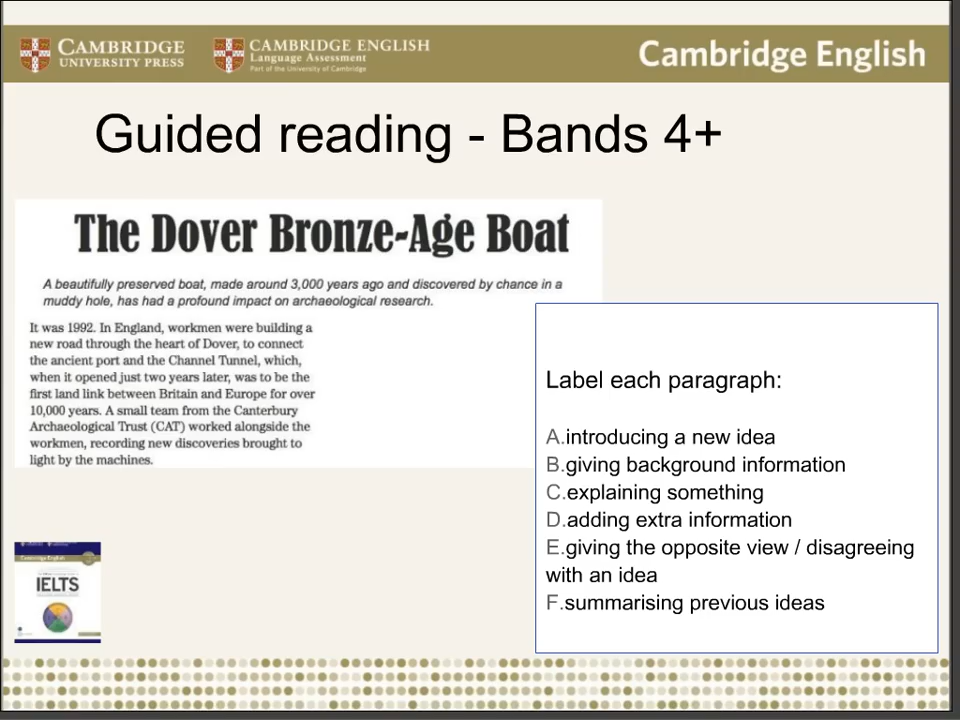 CAMBRIDGE
UNIVERSITY PRESS
CAMBRIDGE ENGLISH
Language Assessment
Part of the University of Cambridge
Cambridge English
Guided reading - Bands 4+
The Dover Bronze-Age Boat
A beautifully preserved boat, made around 3,000 years ago and discovered by chance in a
muddy hole, has had a profound impact on archaeological research.
It was 1992. In England, workmen were building a
new road through the heart of Dover, to connect
the ancient port and the Channel Tunnel, which,
when it opened just two years later, was to be the
first land link between Britain and Europe for over
10,000 years. A small team from the Canterbury
Archaeological Trust (CAT) worked alongside the
workmen, recording new discoveries brought to
light by the machines.
Label each paragraph:
A.introducing a new idea
B.giving background information
C.explaining something
D.adding extra information
E.giving the opposite view / disagreeing
with an idea
F.summarising previous ideas
Cambridge English
IELTS